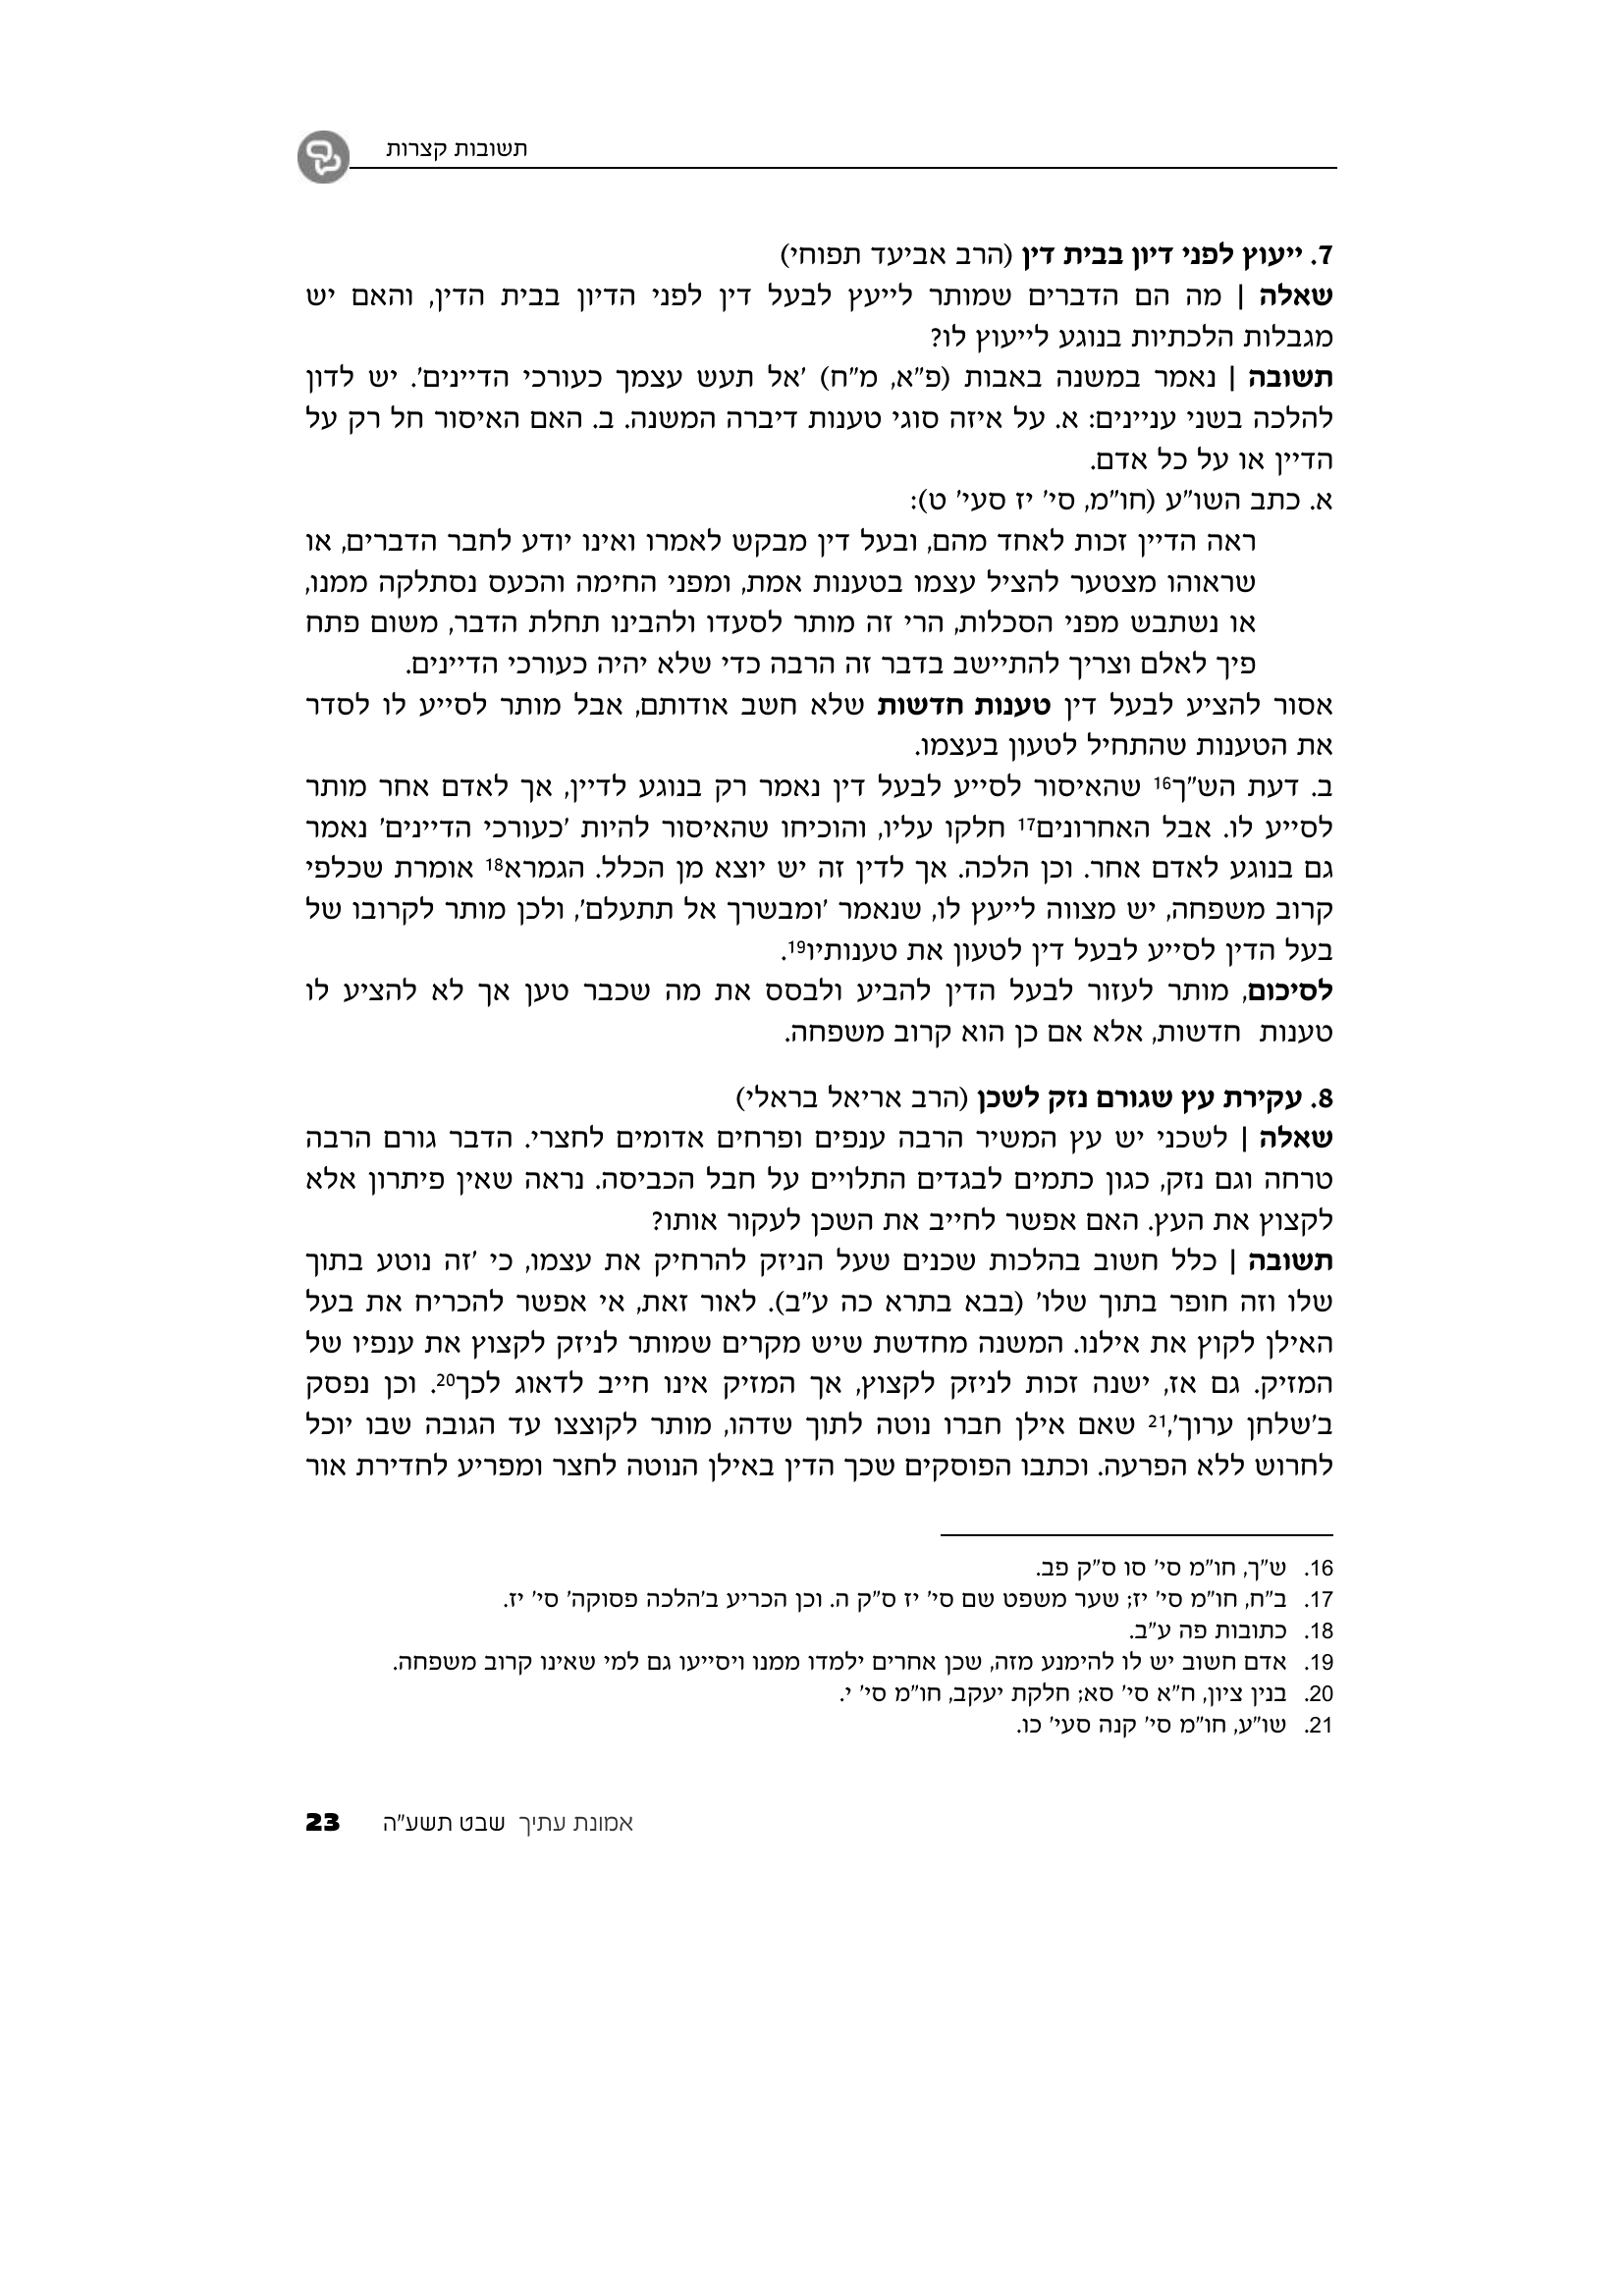 תשובות קצרות
7. ייעוץ לפני דיון בבית דין (הרב אביעד תפוחי)
שאלה | מה הם הדברים שמותר לייעץ לבעל דין לפני הדיון בבית הדין, והאם יש
מגבלות הלכתיות בנוגע לייעוץ לו?
תשובה | נאמר במשנה באבות (פ"א, מ"ח) 'אל תעש עצמך כעורכי הדיינים'. יש לדון
להלכה בשני עניינים: א. על איזה סוגי טענות דיברה המשנה. ב. האם האיסור חל רק על
הדיין או על כל אדם.
א. כתב השו"ע (חו"מ, סי' יז סעי' ט):
ראה הדיין זכות לאחד מהם, ובעל דין מבקש לאמרו ואינו יודע לחבר הדברים, או
שראוהו מצטער להציל עצמו בטענות אמת, ומפני החימה והכעס נסתלקה ממנו,
או נשתבש מפני הסכלות, הרי זה מותר לסעדו ולהבינו תחלת הדבר, משום פתח
פיך לאלם וצריך להתיישב בדבר זה הרבה כדי שלא יהיה כעורכי הדיינים.
אסור להציע לבעל דין טענות חדשות שלא חשב אודותם, אבל מותר לסייע לו לסדר
את הטענות שהתחיל לטעון בעצמו.
ב. דעת הש"ך16 שהאיסור לסייע לבעל דין נאמר רק בנוגע לדיין, אך לאדם אחר מותר
לסייע לו. אבל האחרונים17 חלקו עליו, והוכיחו שהאיסור להיות 'כעורכי הדיינים' נאמר
גם בנוגע לאדם אחר. וכן הלכה. אך לדין זה יש יוצא מן הכלל. הגמרא18 אומרת שכלפי
קרוב משפחה, יש מצווה לייעץ לו, שנאמר 'ומבשרך אל תתעלם', ולכן מותר לקרובו של
בעל הדין לסייע לבעל דין לטעון את טענותיו19.
לסיכום, מותר לעזור לבעל הדין להביע ולבסס את מה שכבר טען אך לא להציע לו
טענות חדשות, אלא אם כן הוא קרוב משפחה.
8. עקירת עץ שגורם נזק לשכן (הרב אריאל בראלי)
שאלה | לשכני יש עץ המשיר הרבה ענפים ופרחים אדומים לחצרי. הדבר גורם הרבה
טרחה וגם נזק, כגון כתמים לבגדים התלויים על חבל הכביסה. נראה שאין פיתרון אלא
לקצוץ את העץ. האם אפשר לחייב את השכן לעקור אותו?
תשובה | כלל חשוב בהלכות שכנים שעל הניזק להרחיק את עצמו, כי 'זה נוטע בתוך
שלו וזה חופר בתוך שלו' (בבא בתרא כה ע"ב). לאור זאת, אי אפשר להכריח את בעל
האילן לקוץ את אילנו. המשנה מחדשת שיש מקרים שמותר לניזק לקצוץ את ענפיו של
המזיק. גם אז, ישנה זכות לניזק לקצוץ, אך המזיק אינו חייב לדאוג לכך20. וכן נפסק
ב'שלחן ערוך',21 שאם אילן חברו נוטה לתוך שדהו, מותר לקוצצו עד הגובה שבו יוכל
לחרוש ללא הפרעה. וכתבו הפוסקים שכך הדין באילן הנוטה לחצר ומפריע לחדירת אור
16. ש"ך, חו"מ סי' סו ס"ק פב.
17. ב"ח, חו"מ סי' יז; שער משפט שם סי' יז ס"ק ה. וכן הכריע ב'הלכה פסוקה' סי' יז.
18. כתובות פה ע"ב.
19. אדם חשוב יש לו להימנע מזה, שכן אחרים ילמדו ממנו ויסייעו גם למי שאינו קרוב משפחה.
20. בנין ציון, ח"א סי' סא; חלקת יעקב, חו"מ סי' י.
21. שו"ע, חו"מ סי' קנה סעי' כו.
אמונת עתיך שבט תשע"ה 23